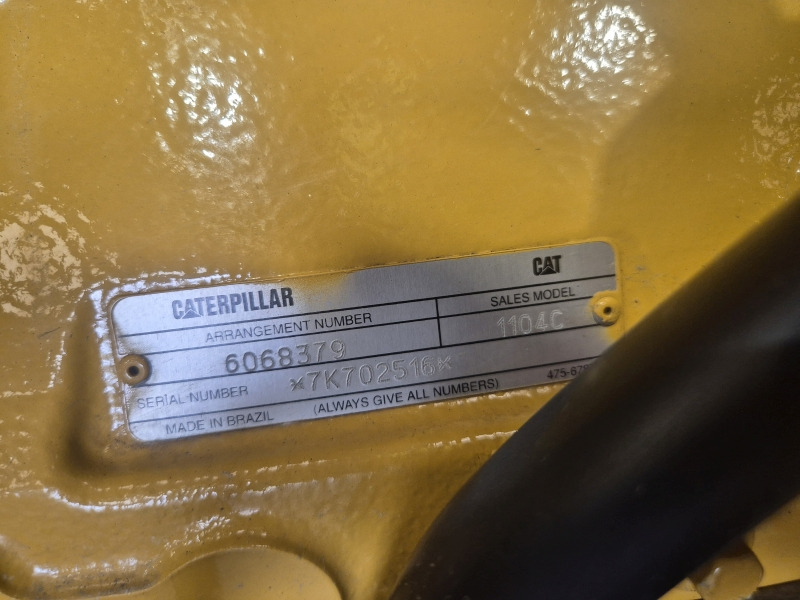 CATERPILLAR CAT
ARRANGEMENT NUMBER SALES MODEL
6068379 1104C
SERIAL NUMBER *7K702516*
MADE IN BRAZIL (ALWAYS GIVE ALL NUMBERS)